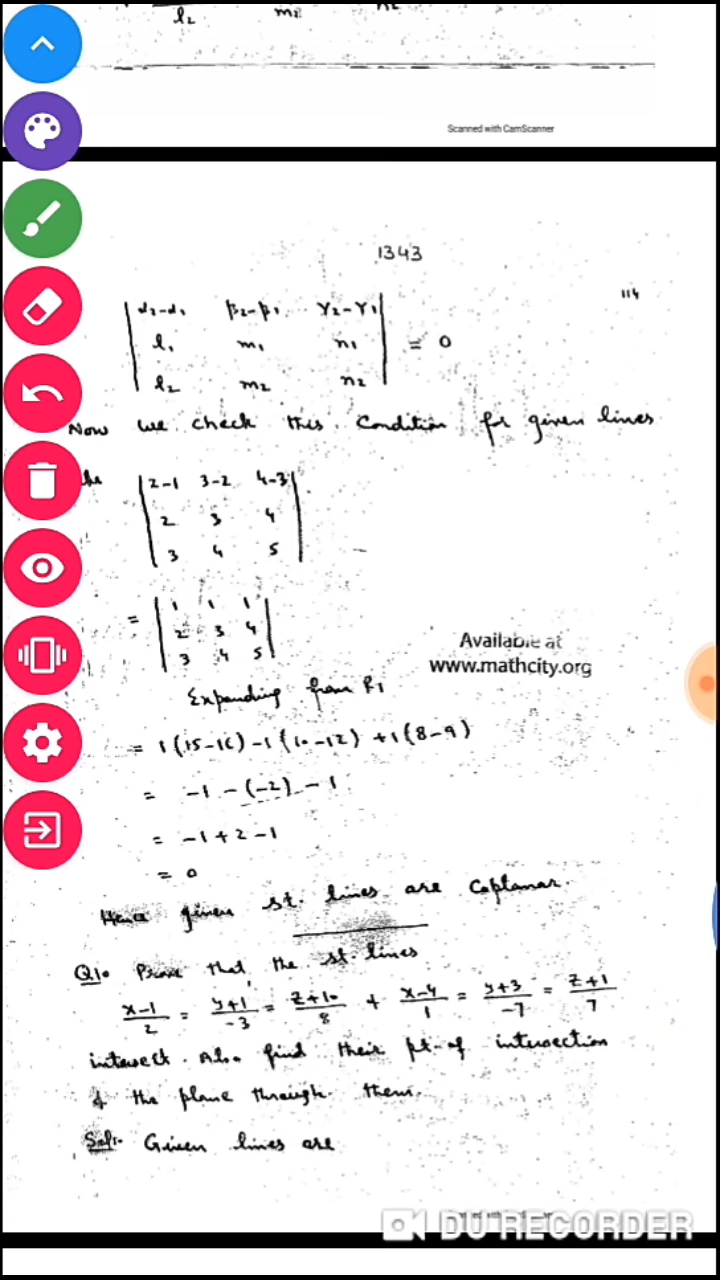 l₂ m₂ n₂
Scanned with CamScanner
1343
114
| α₂-α₁ β₂-β₁ γ₂-γ₁ |
| l₁ m₁ n₁ | = 0
| l₂ m₂ n₂ |
Now we check this Condition for given lines
| 2-1 3-2 4-3 |
| 2 3 4 |
| 3 4 5 |
= | 1 1 1 |
| 2 3 4 |
| 3 4 5 |
Available at
www.mathcity.org
Expanding from R₁
= 1(15-16) -1(10-12) +1(8-9)
= -1 -(-2) -1
= -1+2-1
= 0
Hence given st. lines are Coplanar.
Q10 Prove that the st. lines
x-1/2 = y+1/-3 = z+10/8 & x-4/1 = y+3/-7 = z+1/7
intersect. Also find their pt. of intersection
& the plane through them.
Sol:- Given lines are
DU RECORDER